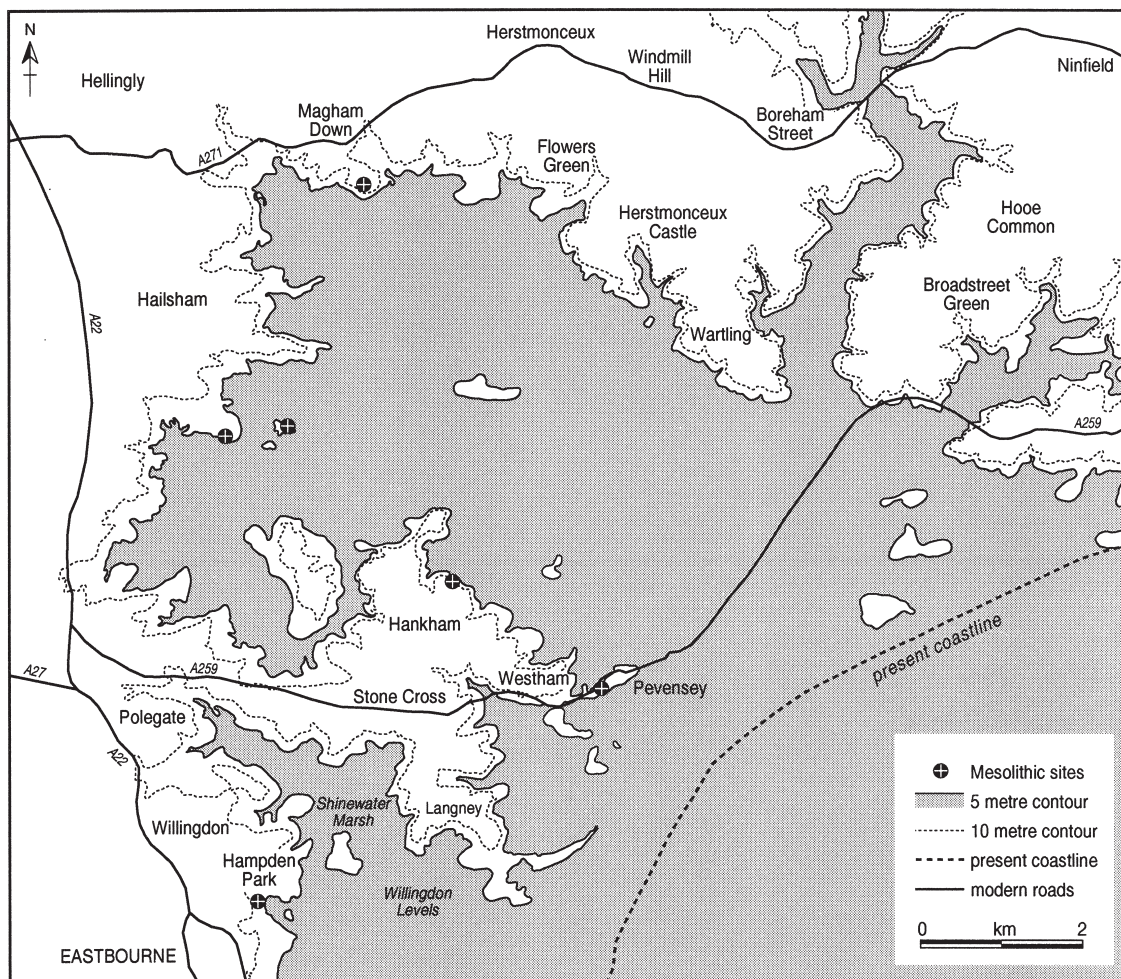 N
Herstmonceux
Windmill
Hill
Ninfield
Hellingly
Magham
Down
Boreham
Street
A271
Flowers
Green
Herstmonceux
Castle
Hooe
Common
Hailsham
A22
Broadstreet
Green
Wartling
A259
Hankham
present coastline
A27
A259
Westham
Stone Cross
Pevensey
Polegate
A22
Shinewater
Marsh
Langney
Willingdon
Hampden
Park
Willingdon
Levels
EASTBOURNE
Mesolithic sites
5 metre contour
10 metre contour
present coastline
modern roads
0 km 2